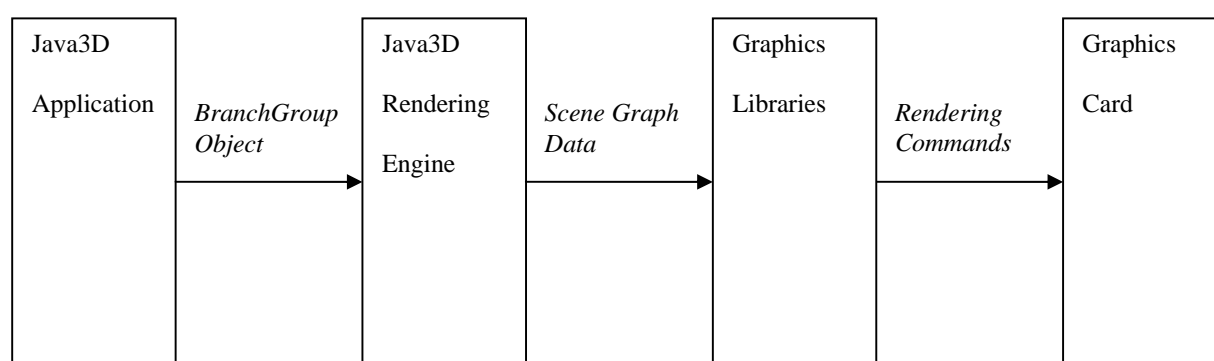 Java3D
Application
BranchGroup
Object
Java3D
Rendering
Engine
Scene Graph
Data
Graphics
Libraries
Rendering
Commands
Graphics
Card